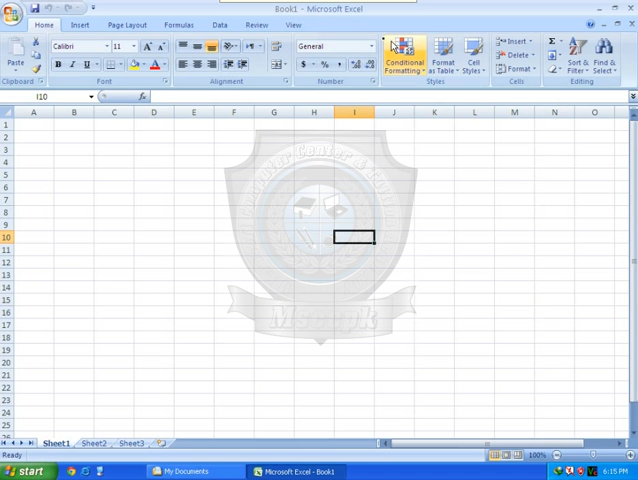 Book1 - Microsoft Excel
Home Insert Page Layout Formulas Data Review View
Calibri 11 A A General Insert Σ
Paste B I U A $ % , Conditional Formatting Format as Table Cell Styles Delete Format Sort & Filter Find & Select
Clipboard Font Alignment Number Styles Cells Editing
I10 fx
A B C D E F G H I J K L M N O
1
2
3
4
5
6
7
8
9
10
11
12
13
14
15
16
17
18
19
20
21
22
23
24
25
26
Computer Center &
Msccpk
Sheet1 Sheet2 Sheet3
Ready 100%
start My Documents Microsoft Excel - Book1 6:15 PM